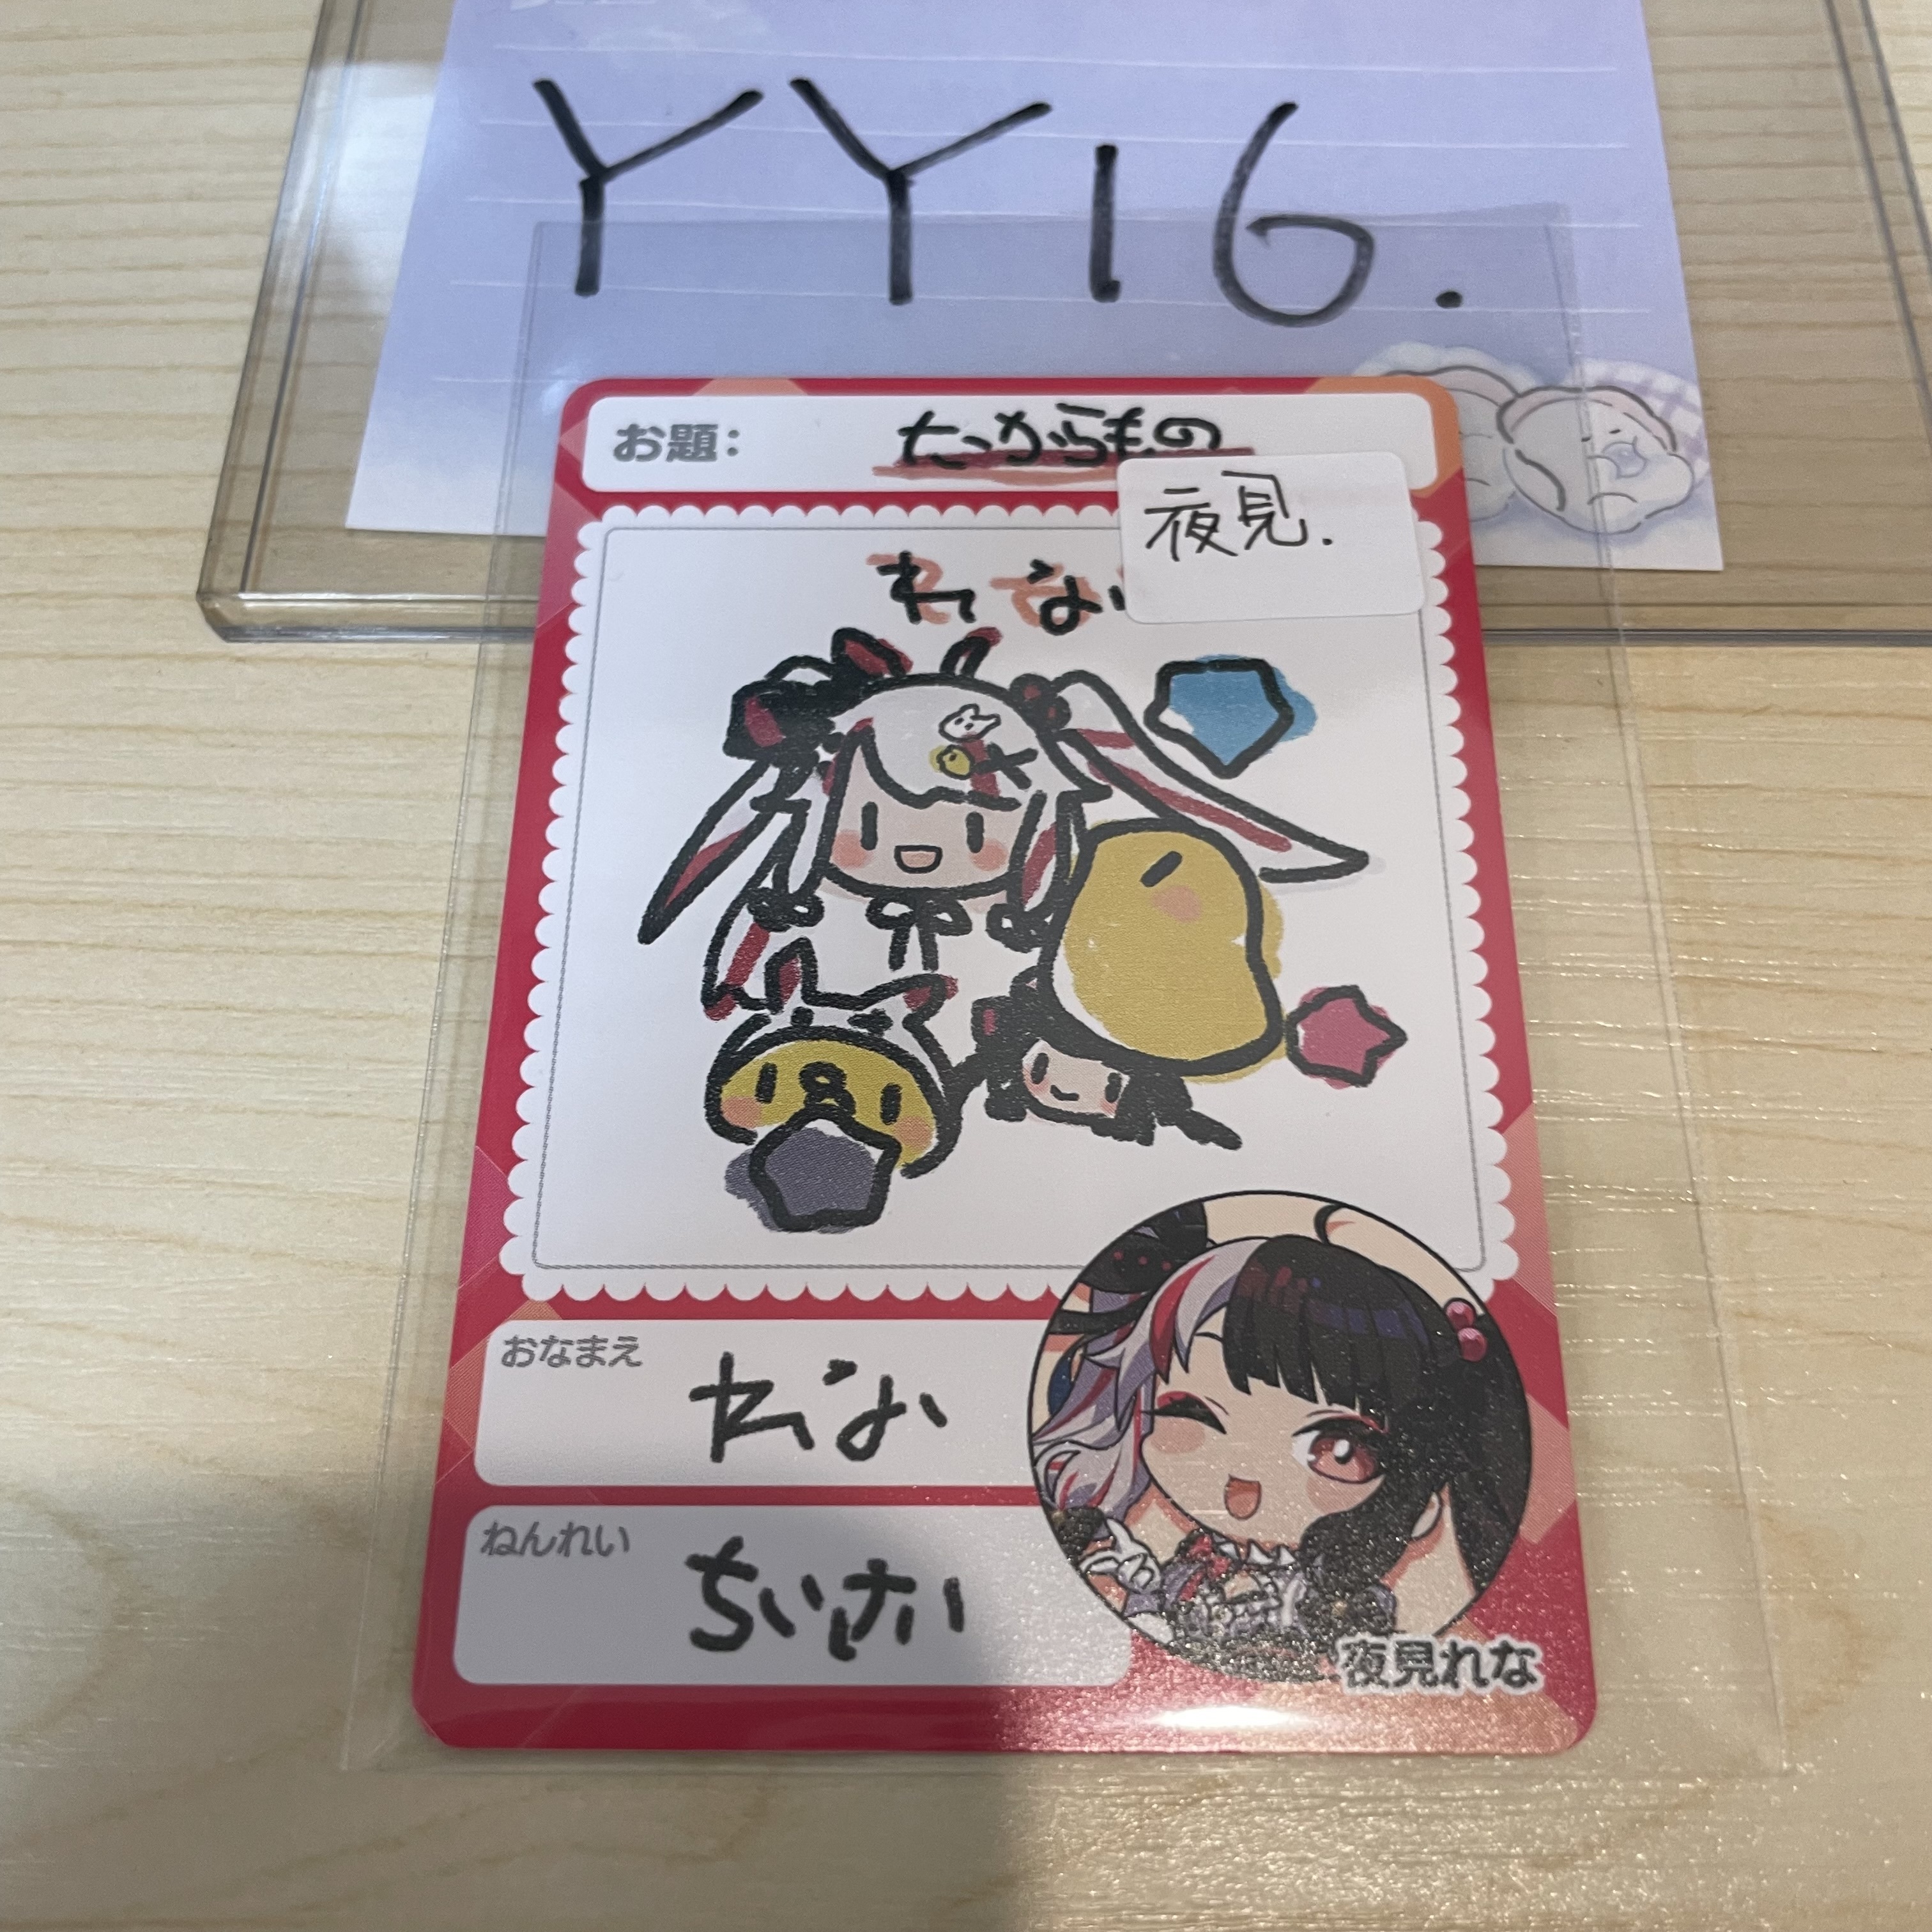 YY16.
お題: たからもの
夜見.
れな
おなまえ
れな
ねんれい
ちいさい
夜見れな